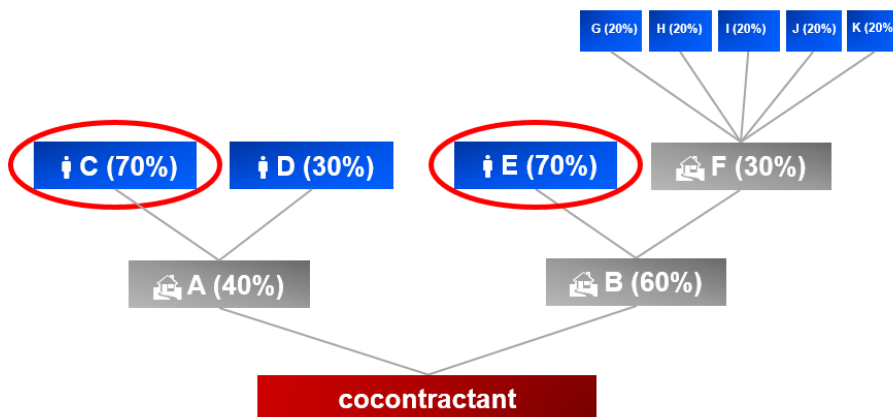 G (20%)
H (20%)
I (20%)
J (20%)
K (20%
C (70%)
D (30%)
E (70%)
F (30%)
A (40%)
B (60%)
cocontractant